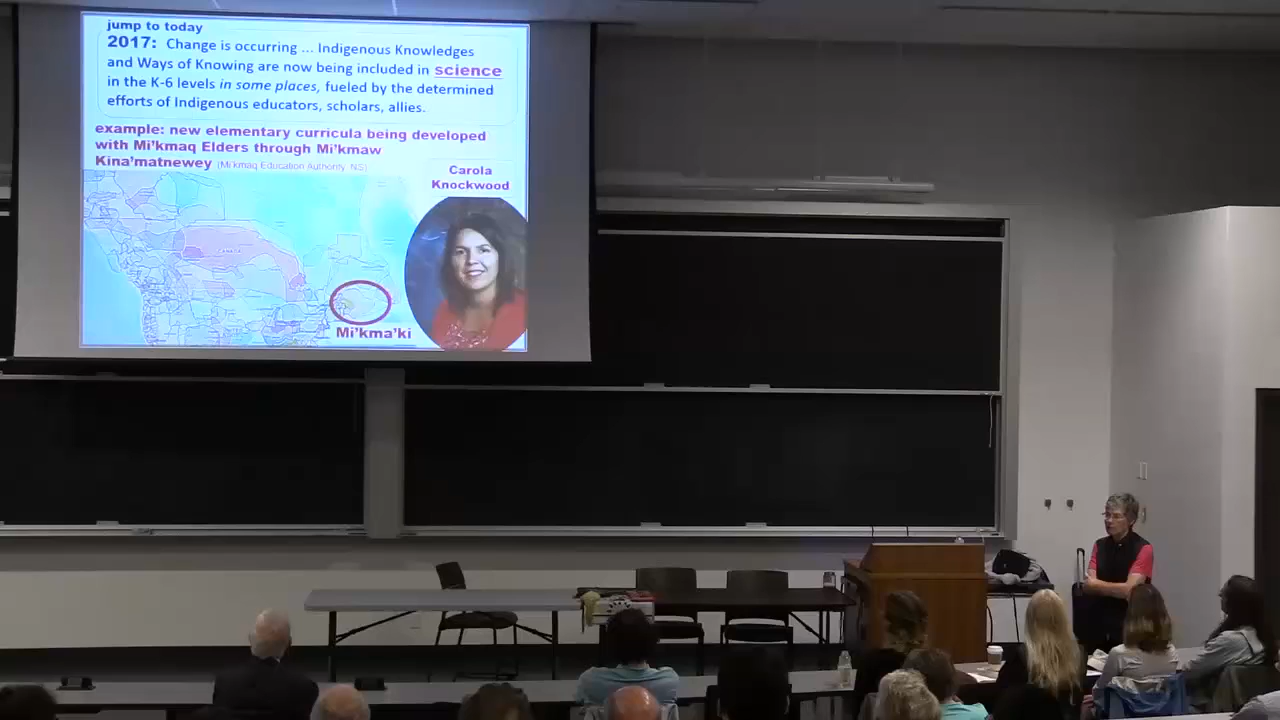 jump to today
2017: Change is occurring ... Indigenous Knowledges
and Ways of Knowing are now being included in science
in the K-6 levels in some places, fueled by the determined
efforts of Indigenous educators, scholars, allies.
example: new elementary curricula being developed
with Mi'kmaq Elders through Mi'kmaw
Kina'matnewey (Mi'kmaq Education Authority, NS)
Carola
Knockwood
CANADA
Mi'kma'ki